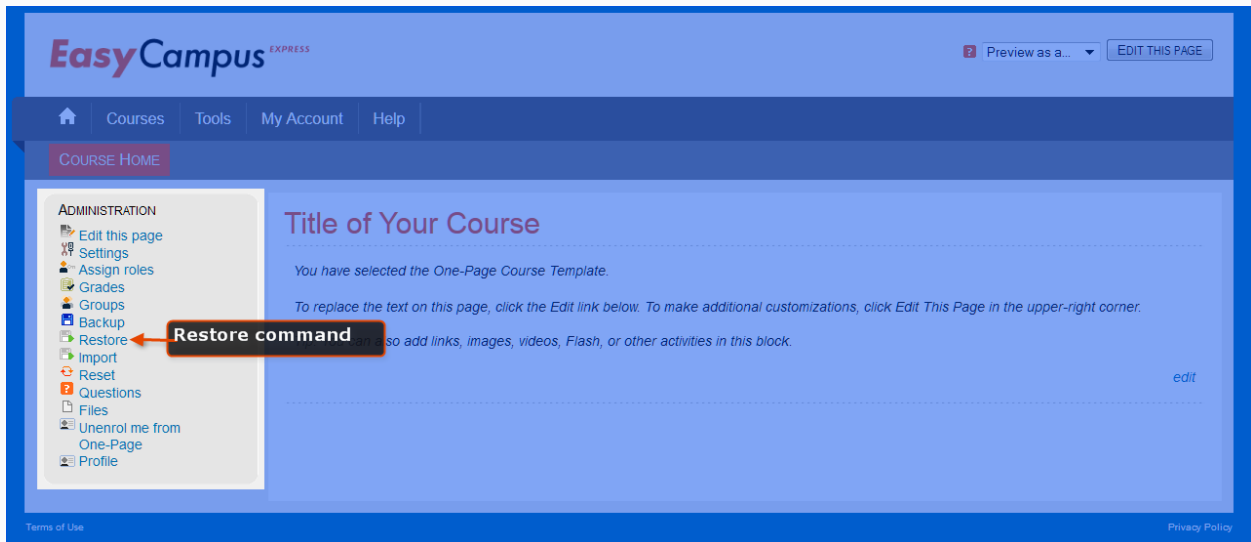 EasyCampus EXPRESS
? Preview as a... EDIT THIS PAGE
Courses Tools My Account Help
COURSE HOME
ADMINISTRATION
Edit this page
Settings
Assign roles
Grades
Groups
Backup
Restore
Import
Reset
? Questions
Files
Unenrol me from
One-Page
Profile
Restore command
Title of Your Course
You have selected the One-Page Course Template.
To replace the text on this page, click the Edit link below. To make additional customizations, click Edit This Page in the upper-right corner.
so add links, images, videos, Flash, or other activities in this block.
edit
Terms of Use
Privacy Policy